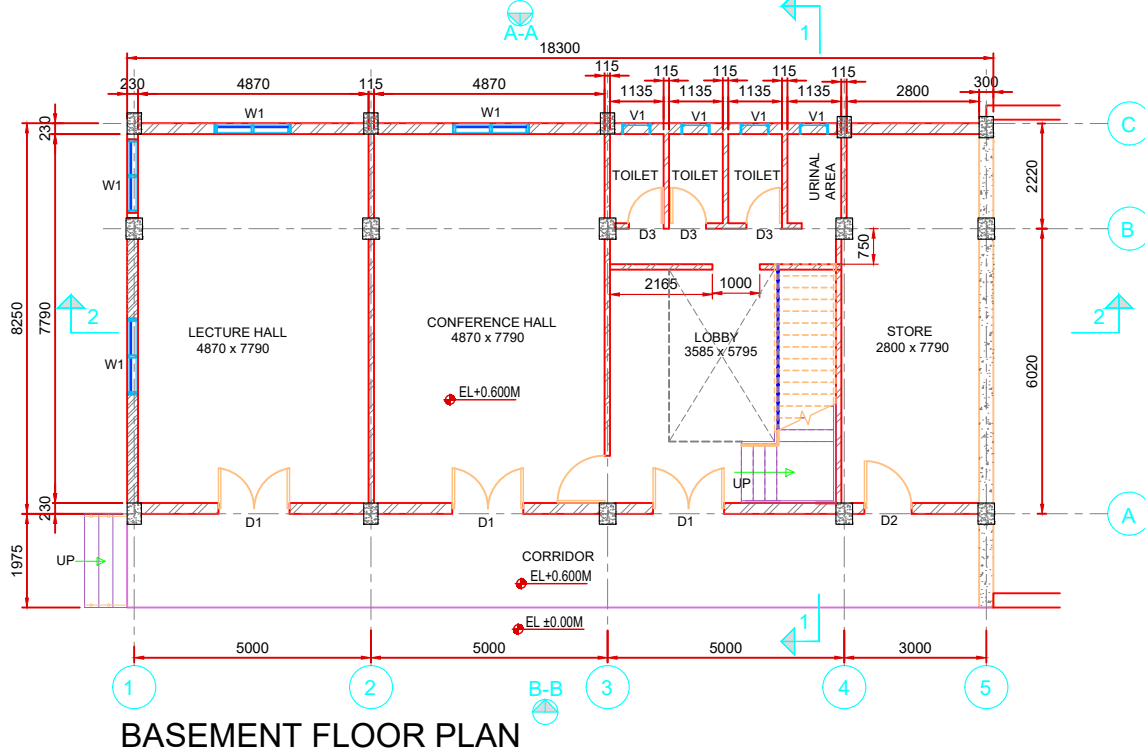 A-A
1
18300
230
4870
115
4870
115
115
115
115
115
300
1135
1135
1135
1135
2800
W1
W1
V1
V1
V1
V1
C
230
W1
TOILET
TOILET
TOILET
URINAL
AREA
2220
D3
D3
D3
B
750
2165
1000
8250
7790
2
2
LECTURE HALL
4870 x 7790
CONFERENCE HALL
4870 x 7790
LOBBY
3585 x 5795
STORE
2800 x 7790
6020
W1
EL+0.600M
UP
230
D1
D1
D1
D2
A
1975
UP
CORRIDOR
EL+0.600M
EL ±0.00M
1
5000
5000
5000
3000
1
2
3
4
5
B-B
BASEMENT FLOOR PLAN